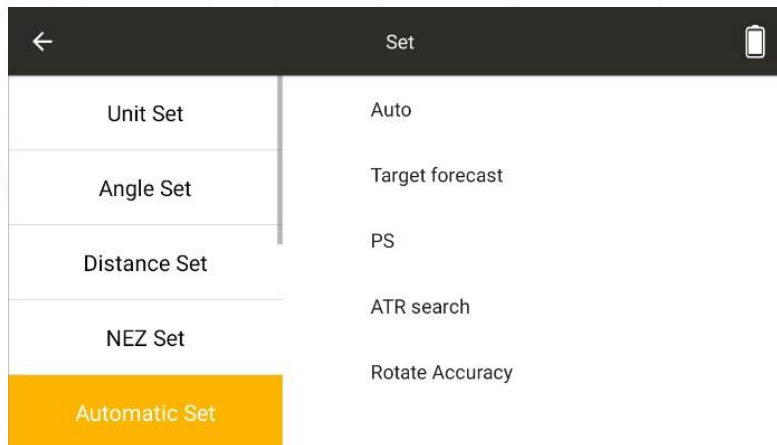 Set
Unit Set
Angle Set
Distance Set
NEZ Set
Automatic Set
Auto
Target forecast
PS
ATR search
Rotate Accuracy